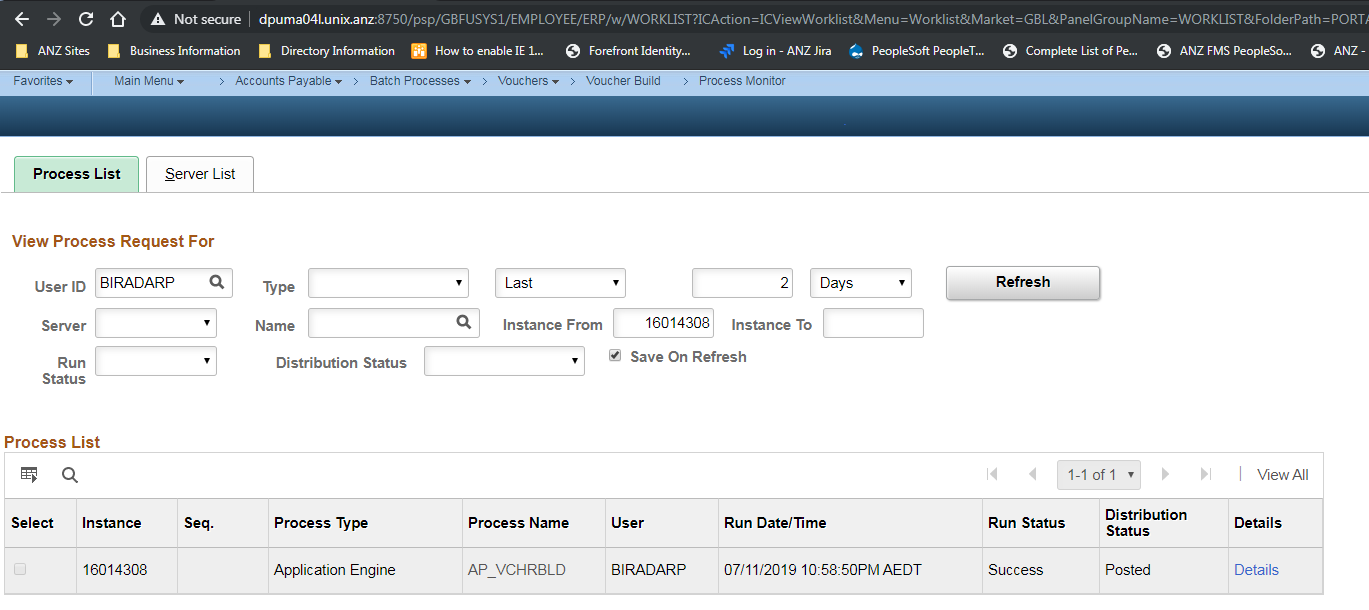 Not secure | dpuma04l.unix.anz:8750/psp/GBFUSYS1/EMPLOYEE/ERP/w/WORKLIST?ICAction=ICViewWorklist&Menu=Worklist&Market=GBL&PanelGroupName=WORKLIST&FolderPath=PORTA
ANZ Sites Business Information Directory Information How to enable IE 1... Forefront Identity... Log in - ANZ Jira PeopleSoft PeopleT... Complete List of Pe... ANZ FMS PeopleSo... ANZ -
Favorites Main Menu > Accounts Payable > Batch Processes > Vouchers > Voucher Build > Process Monitor
Process List Server List
View Process Request For
User ID BIRADARP Type Last 2 Days Refresh
Server Name Instance From 16014308 Instance To
Run Status Distribution Status Save On Refresh
Process List
1-1 of 1 | View All
Select Instance Seq. Process Type Process Name User Run Date/Time Run Status Distribution Status Details
16014308 Application Engine AP_VCHRBLD BIRADARP 07/11/2019 10:58:50PM AEDT Success Posted Details